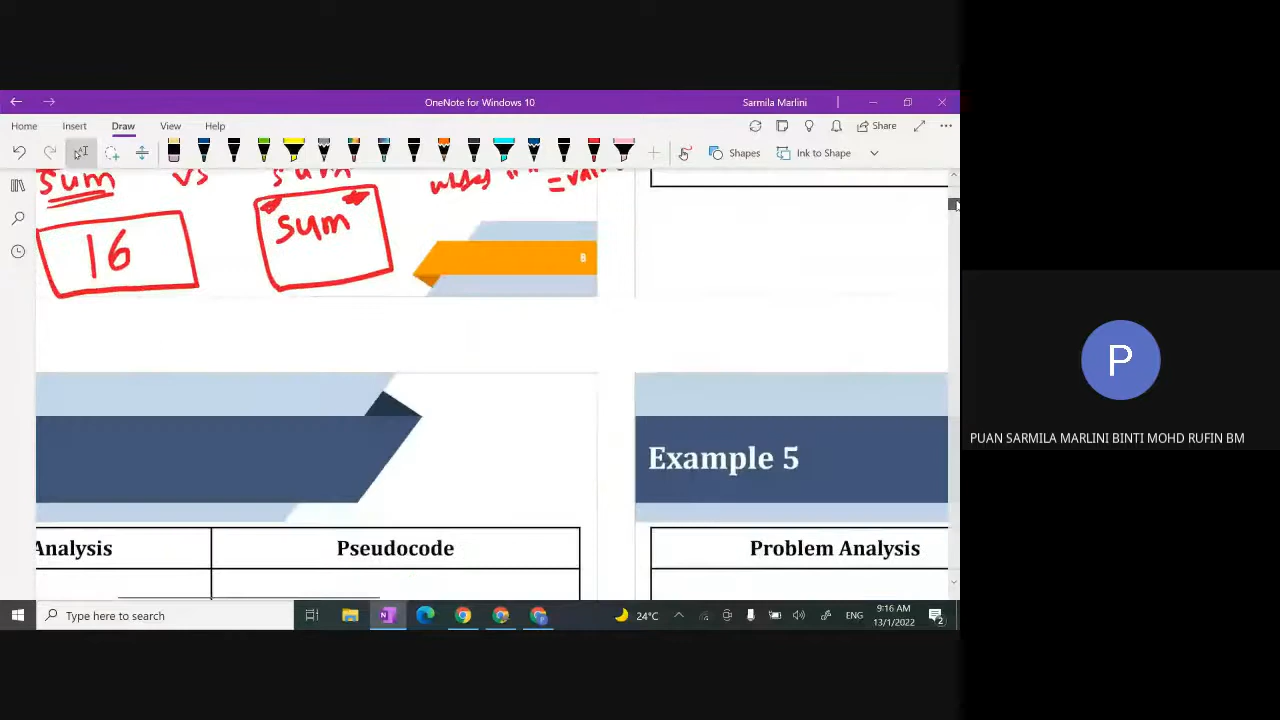 OneNote for Windows 10
Sarmila Marlini
Home Insert Draw View Help
Share
Shapes
Ink to Shape
sum vs sum
" " =
16
sum
8
Example 5
Analysis
Pseudocode
Problem Analysis
P
PUAN SARMILA MARLINI BINTI MOHD RUFIN BM
Type here to search
24°C
ENG
9:16 AM
13/1/2022
2